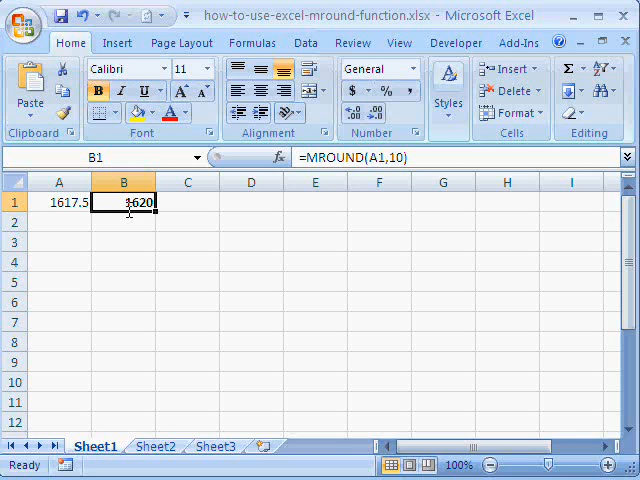 how-to-use-excel-mround-function.xlsx - Microsoft Excel
Home Insert Page Layout Formulas Data Review View Developer Add-Ins
Paste Calibri 11 General Styles Insert Delete Format
B I U A A A $ % , Σ
Clipboard Font Alignment Number Cells Editing
B1 fx =MROUND(A1,10)
A B C D E F G H I
1 1617.5 1620
2
3
4
5
6
7
8
9
10
11
12
Sheet1 Sheet2 Sheet3
Ready 100%